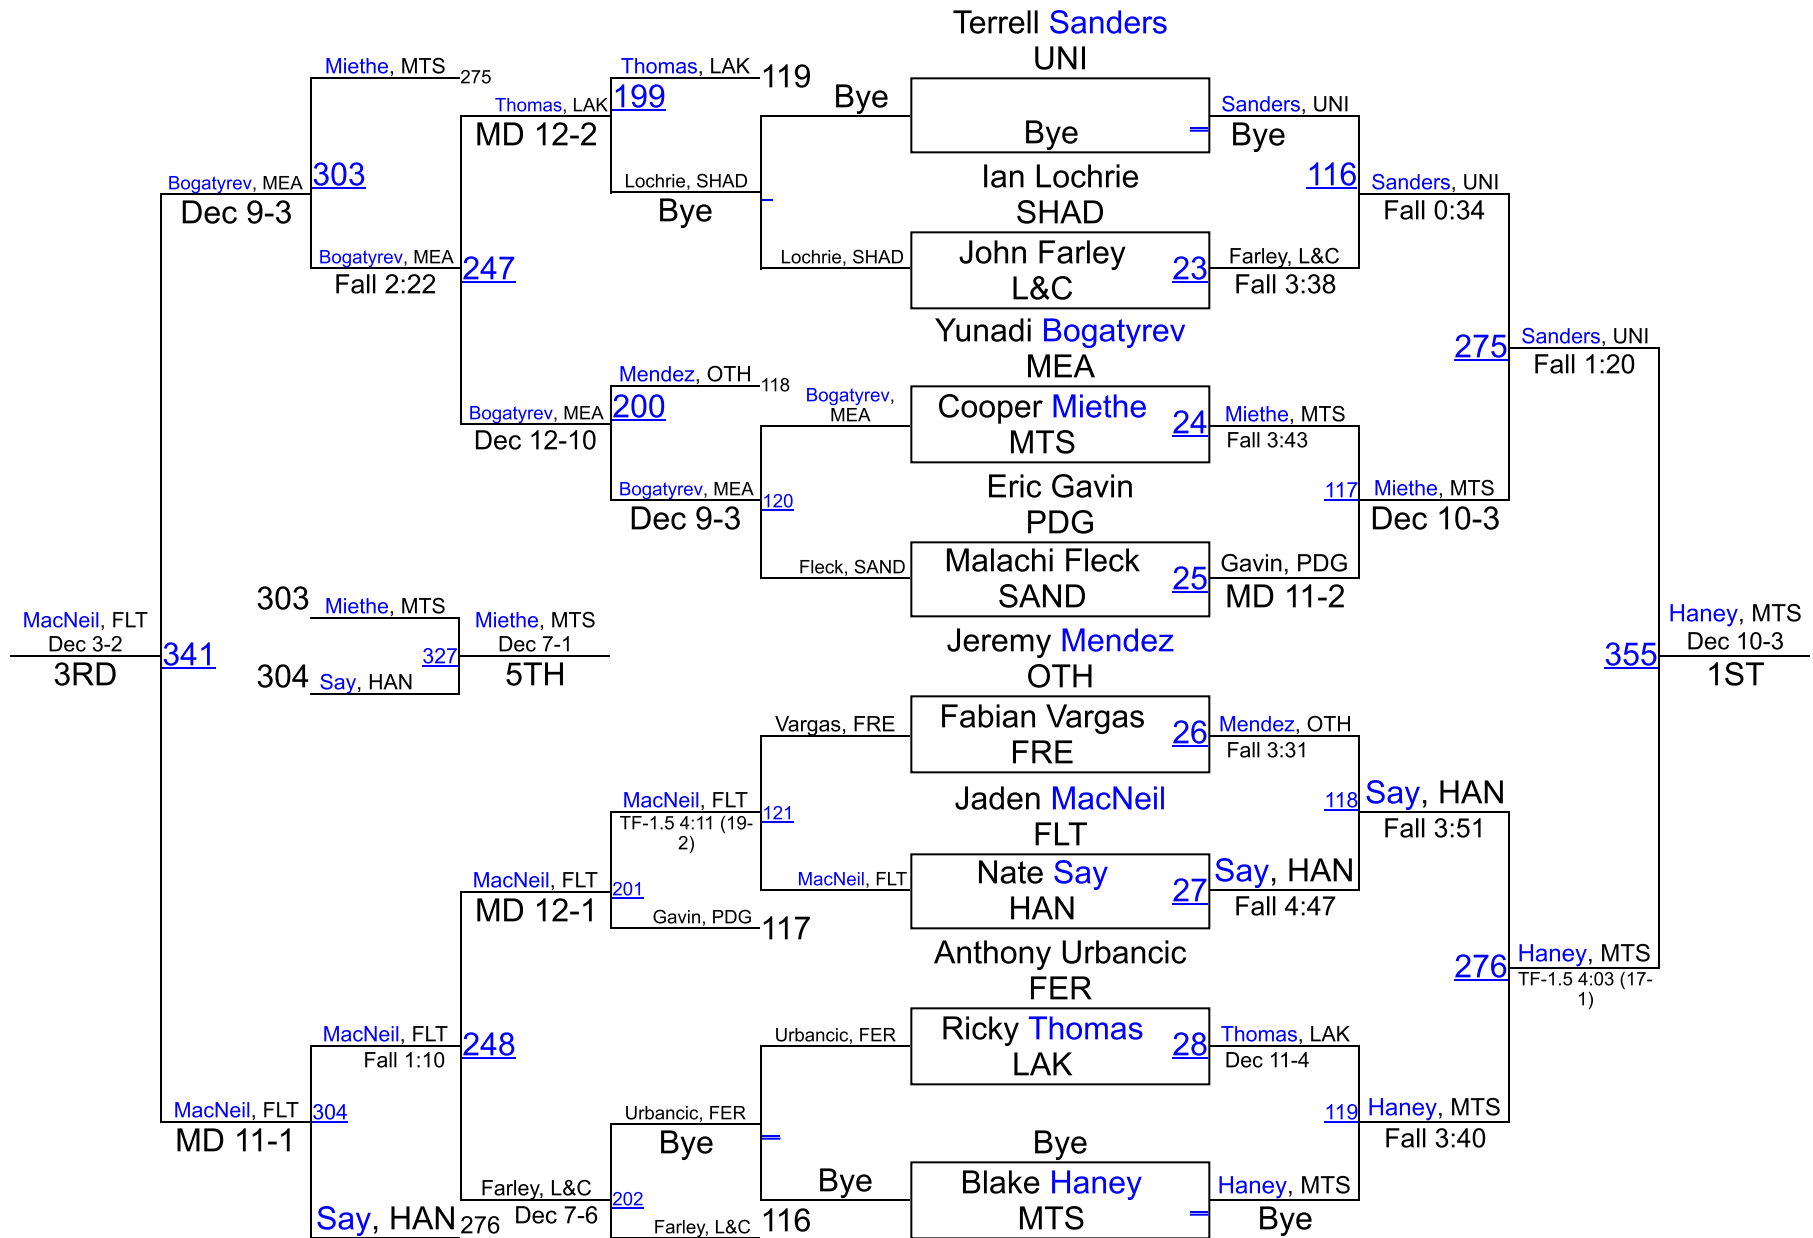 Terrell Sanders
UNI
Miethe, MTS
275
Thomas, LAK
119
Bye
Sanders, UNI
Thomas, LAK
199
MD 12-2
Bye
Bye
303
Ian Lochrie
116
Bogatyrev, MEA
Lochrie, SHAD
Sanders, UNI
Dec 9-3
Bye
SHAD
Fall 0:34
Bogatyrev, MEA
Lochrie, SHAD
John Farley
Farley, L&C
Fall 2:22
247
L&C
23
Fall 3:38
Yunadi Bogatyrev
Sanders, UNI
275
MEA
Fall 1:20
Mendez, OTH
118
Bogatyrev,
MEA
Bogatyrev, MEA
200
Cooper Miethe
24
Miethe, MTS
Dec 12-10
MTS
Fall 3:43
Bogatyrev, MEA
120
Eric Gavin
117
Miethe, MTS
Dec 9-3
PDG
Dec 10-3
Fleck, SAND
Malachi Fleck
25
Gavin, PDG
SAND
MD 11-2
303
Miethe, MTS
MacNeil, FLT
Dec 3-2
3RD
341
327
Miethe, MTS
Dec 7-1
5TH
304
Say, HAN
Jeremy Mendez
OTH
355
Haney, MTS
Dec 10-3
1ST
Vargas, FRE
Fabian Vargas
26
Mendez, OTH
FRE
Fall 3:31
MacNeil, FLT
121
Jaden MacNeil
118
Say, HAN
TF-1.5 4:11 (19-
2)
FLT
Fall 3:51
MacNeil, FLT
201
MacNeil, FLT
Nate Say
27
Say, HAN
MD 12-1
Gavin, PDG
117
HAN
Fall 4:47
Anthony Urbancic
276
Haney, MTS
FER
TF-1.5 4:03 (17-
1)
MacNeil, FLT
248
Urbancic, FER
Ricky Thomas
28
Thomas, LAK
Fall 1:10
LAK
Dec 11-4
MacNeil, FLT
304
Urbancic, FER
119
Haney, MTS
MD 11-1
Bye
Bye
Fall 3:40
Farley, L&C
202
Bye
Blake Haney
Haney, MTS
Say, HAN
276
Dec 7-6
Farley, L&C
116
MTS
Bye